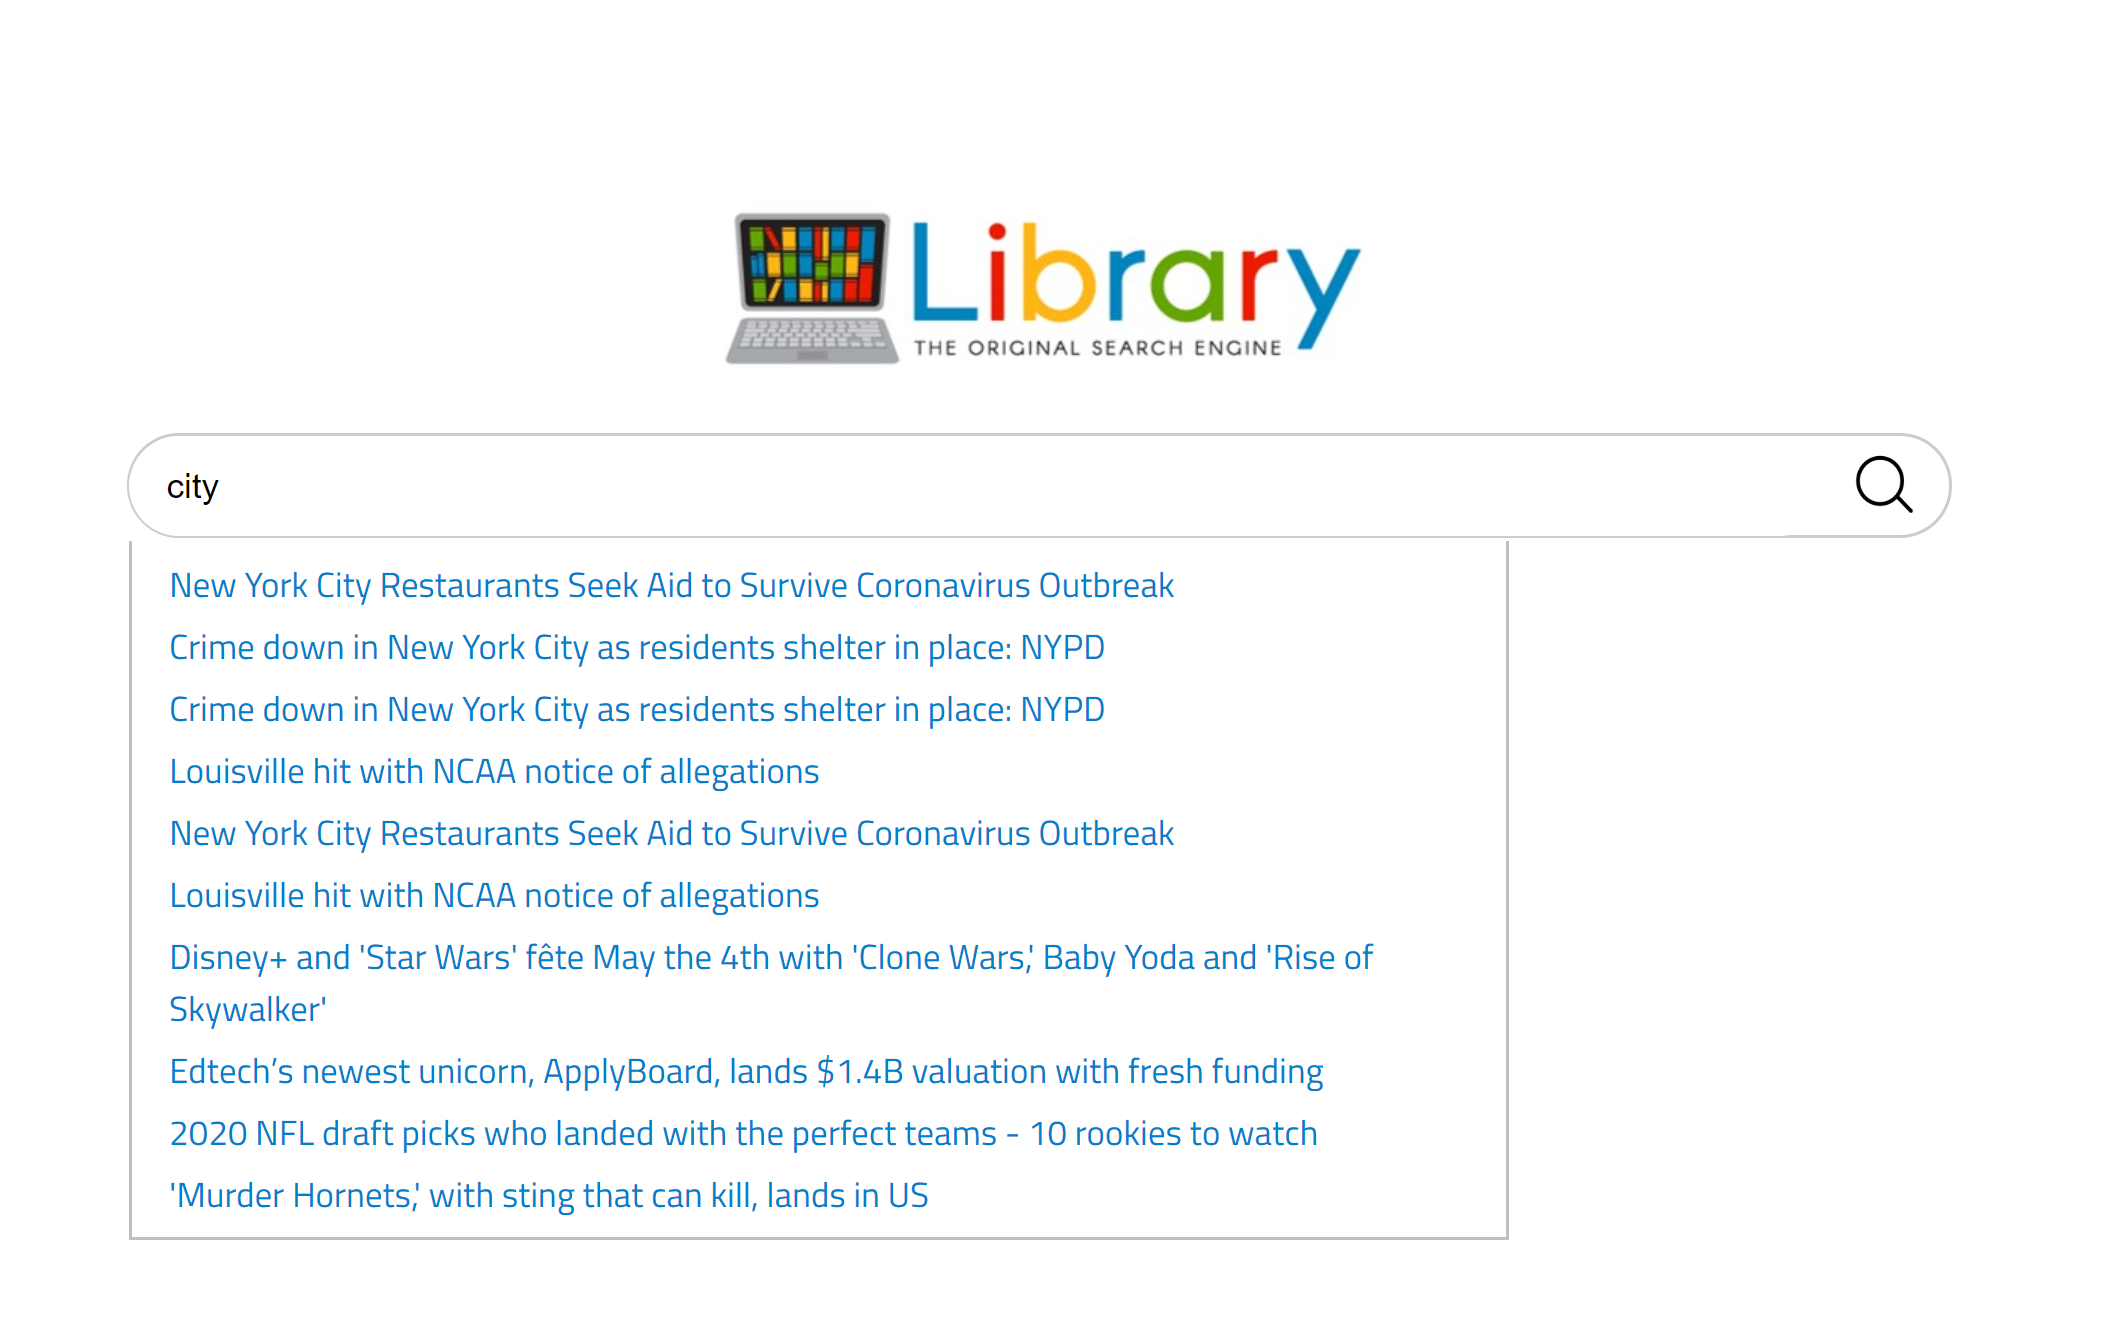 Library
THE ORIGINAL SEARCH ENGINE
city
New York City Restaurants Seek Aid to Survive Coronavirus Outbreak
Crime down in New York City as residents shelter in place: NYPD
Crime down in New York City as residents shelter in place: NYPD
Louisville hit with NCAA notice of allegations
New York City Restaurants Seek Aid to Survive Coronavirus Outbreak
Louisville hit with NCAA notice of allegations
Disney+ and 'Star Wars' fête May the 4th with 'Clone Wars,' Baby Yoda and 'Rise of
Skywalker'
Edtech’s newest unicorn, ApplyBoard, lands $1.4B valuation with fresh funding
2020 NFL draft picks who landed with the perfect teams - 10 rookies to watch
'Murder Hornets,' with sting that can kill, lands in US